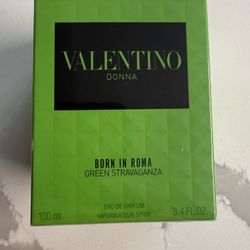 VALENTINO
DONNA
BORN IN ROMA
GREEN STRAVAGANZA
EAU DE PARFUM
VAPORISATEUR SPRAY
100 ml
3.4 FL.OZ